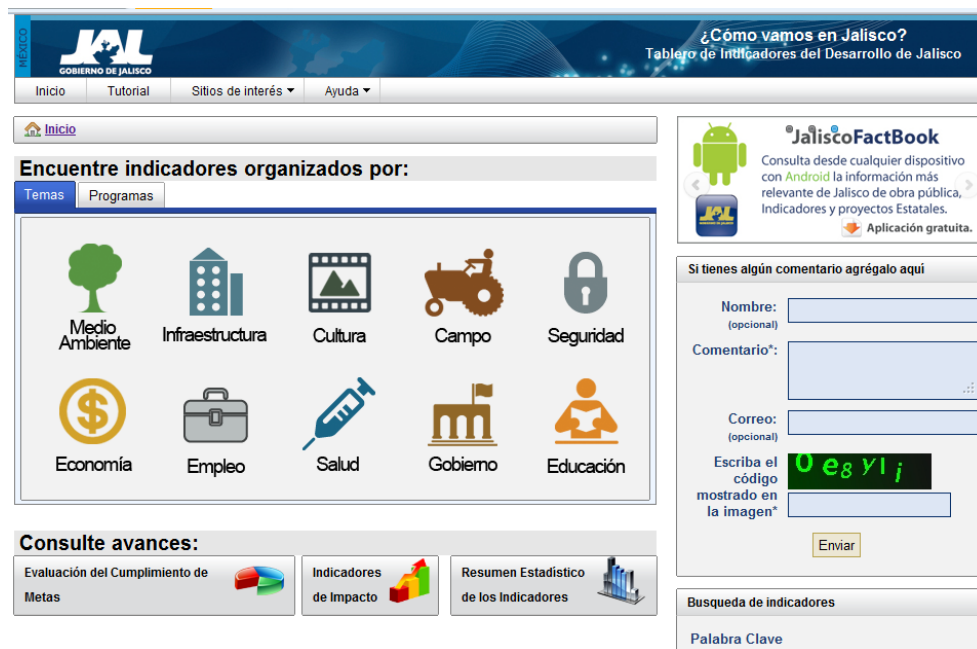 MÉXICO
JAL
GOBIERNO DE JALISCO
¿Cómo vamos en Jalisco?
Tablero de Indicadores del Desarrollo de Jalisco
Inicio Tutorial Sitios de interés Ayuda
Inicio
Encuentre indicadores organizados por:
Temas Programas
Medio
Ambiente
Infraestructura
Cultura
Campo
Seguridad
Economía
Empleo
Salud
Gobierno
Educación
Consulte avances:
Evaluación del Cumplimiento de
Metas
Indicadores
de Impacto
Resumen Estadístico
de los Indicadores
JaliscoFactBook
Consulta desde cualquier dispositivo
con Android la información más
relevante de Jalisco de obra pública,
Indicadores y proyectos Estatales.
Aplicación gratuita.
JAL
Si tienes algún comentario agrégalo aquí
Nombre:
(opcional)
Comentario*:
Correo:
(opcional)
Escriba el
código
mostrado en
la imagen*
Enviar
Busqueda de indicadores
Palabra Clave